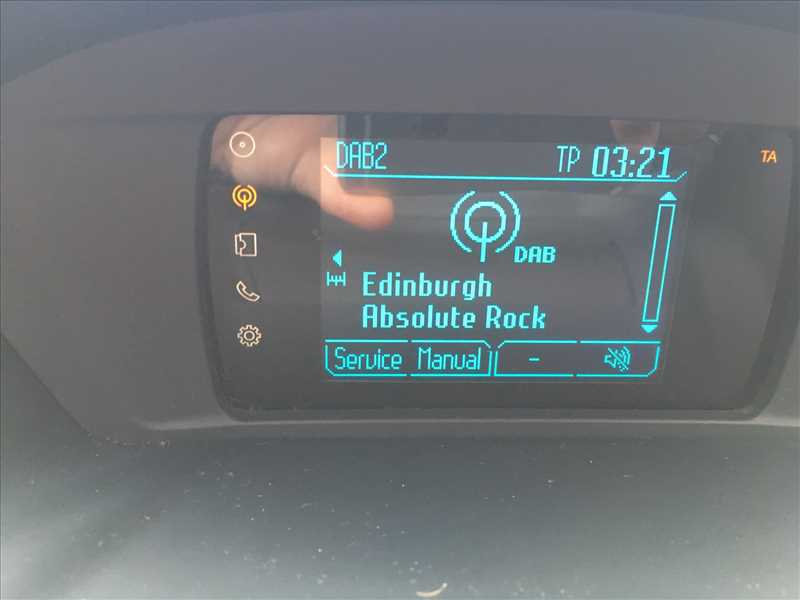 DAB2 TP 03:21 TA
DAB
Edinburgh
Absolute Rock
Service Manual -